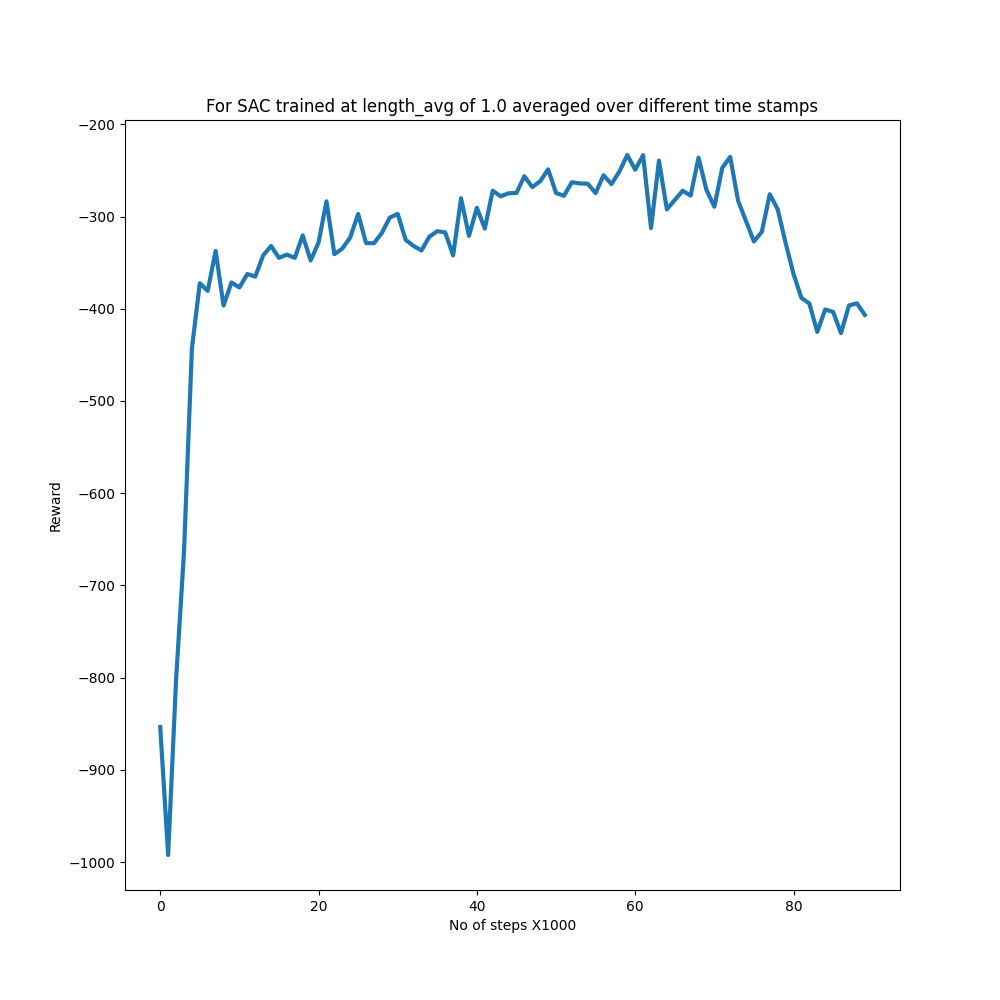 For SAC trained at length_avg of 1.0 averaged over different time stamps
−200
−300
−400
−500
−600
−700
−800
−900
−1000
Reward
0 20 40 60 80
No of steps X1000